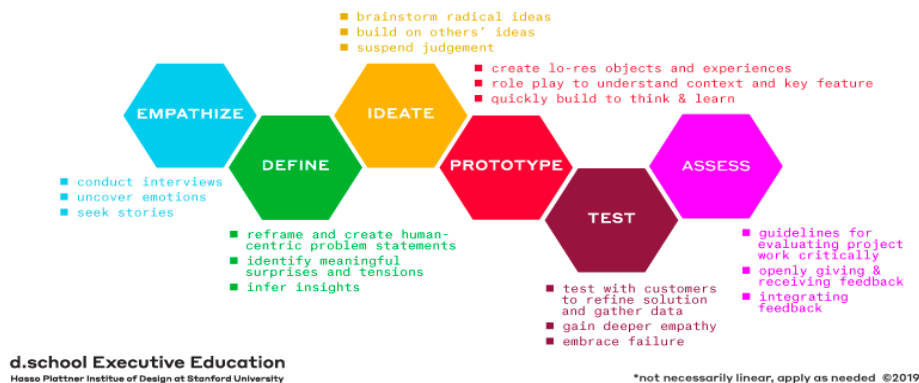 brainstorm radical ideas
build on others' ideas
suspend judgement
EMPATHIZE
conduct interviews
uncover emotions
seek stories
DEFINE
reframe and create human-
centric problem statements
identify meaningful
surprises and tensions
infer insights
IDEATE
create lo-res objects and experiences
role play to understand context and key feature
quickly build to think & learn
PROTOTYPE
TEST
test with customers
to refine solution
and gather data
gain deeper empathy
embrace failure
ASSESS
guidelines for
evaluating project
work critically
openly giving &
receiving feedback
integrating
feedback
d.school Executive Education
Hasso Plattner Institue of Design at Stanford University
*not necessarily linear, apply as needed ©2019